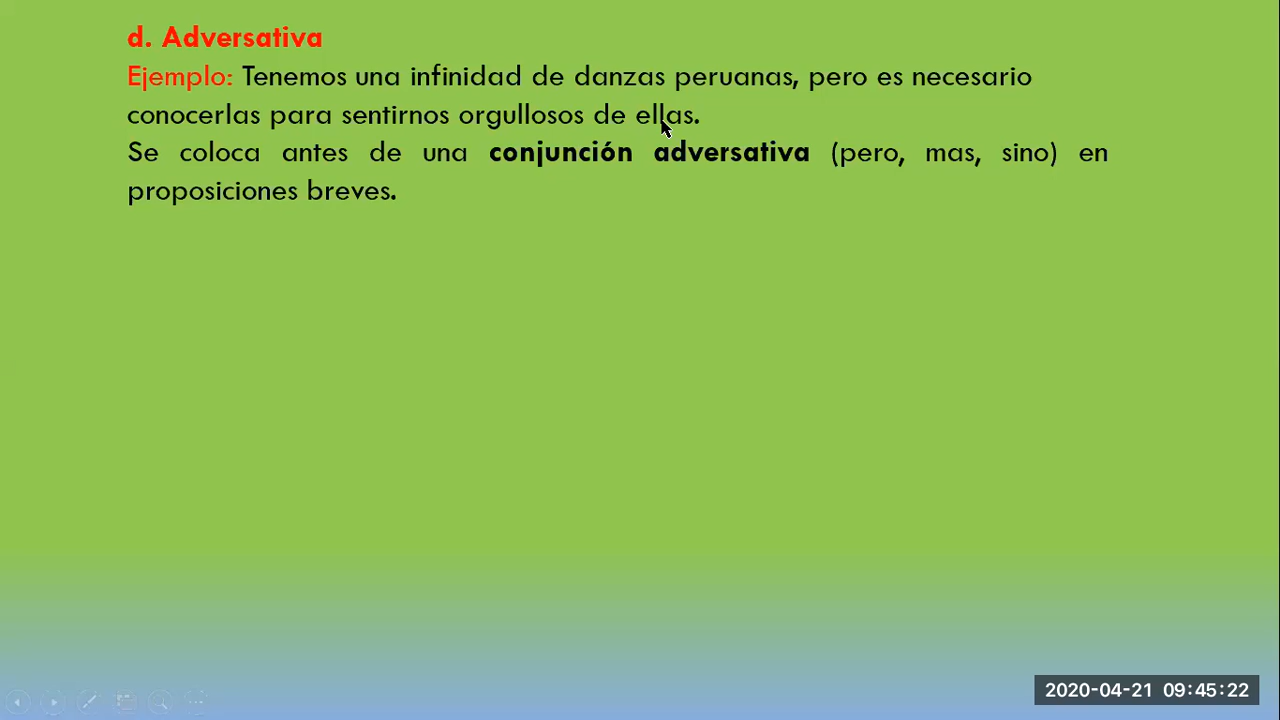 d. Adversativa
Ejemplo: Tenemos una infinidad de danzas peruanas, pero es necesario
conocerlas para sentirnos orgullosos de ellas.
Se coloca antes de una conjunción adversativa (pero, mas, sino) en
proposiciones breves.
2020-04-21 09:45:22